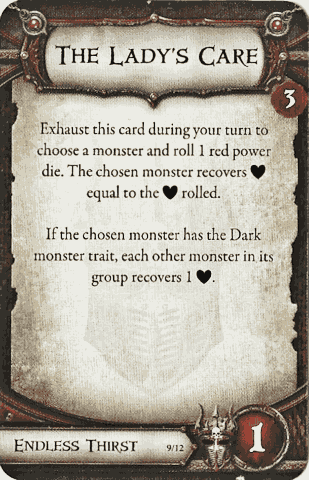 The Lady's Care
3
Exhaust this card during your turn to
choose a monster and roll 1 red power
die. The chosen monster recovers ♥
equal to the ♥ rolled.
If the chosen monster has the Dark
monster trait, each other monster in its
group recovers 1 ♥.
Endless Thirst
9/12
1